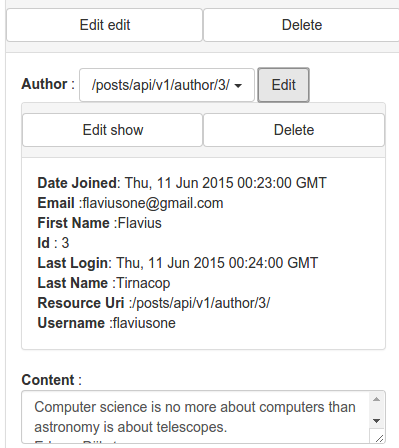 Edit edit Delete
Author : /posts/api/v1/author/3/ Edit
Edit show Delete
Date Joined: Thu, 11 Jun 2015 00:23:00 GMT
Email :flaviusone@gmail.com
First Name :Flavius
Id : 3
Last Login: Thu, 11 Jun 2015 00:24:00 GMT
Last Name :Tirnacop
Resource Uri :/posts/api/v1/author/3/
Username :flaviusone
Content :
Computer science is no more about computers than
astronomy is about telescopes.